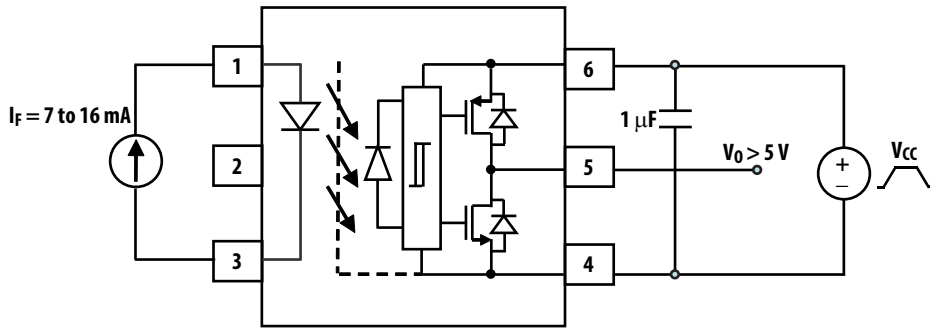 I_F = 7 to 16 mA
1
2
3
6
5
4
1 μF
V_O > 5 V
+
–
V_CC